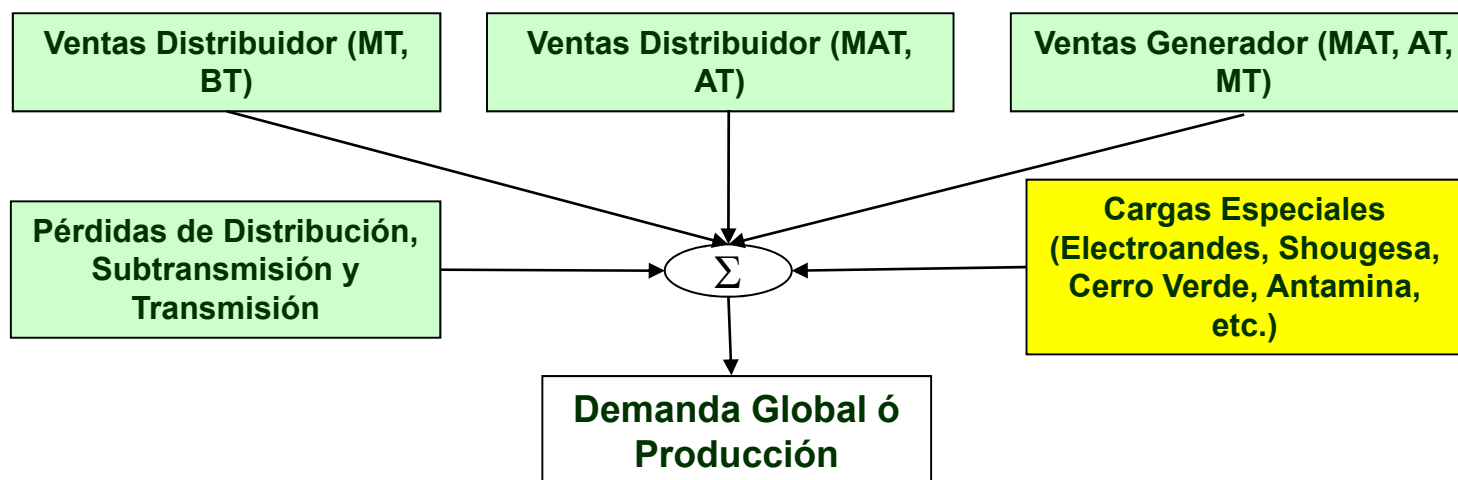 Ventas Distribuidor (MT,
BT)
Ventas Distribuidor (MAT,
AT)
Ventas Generador (MAT, AT,
MT)
Pérdidas de Distribución,
Subtransmisión y
Transmisión
Σ
Cargas Especiales
(Electroandes, Shougesa,
Cerro Verde, Antamina,
etc.)
Demanda Global ó
Producción